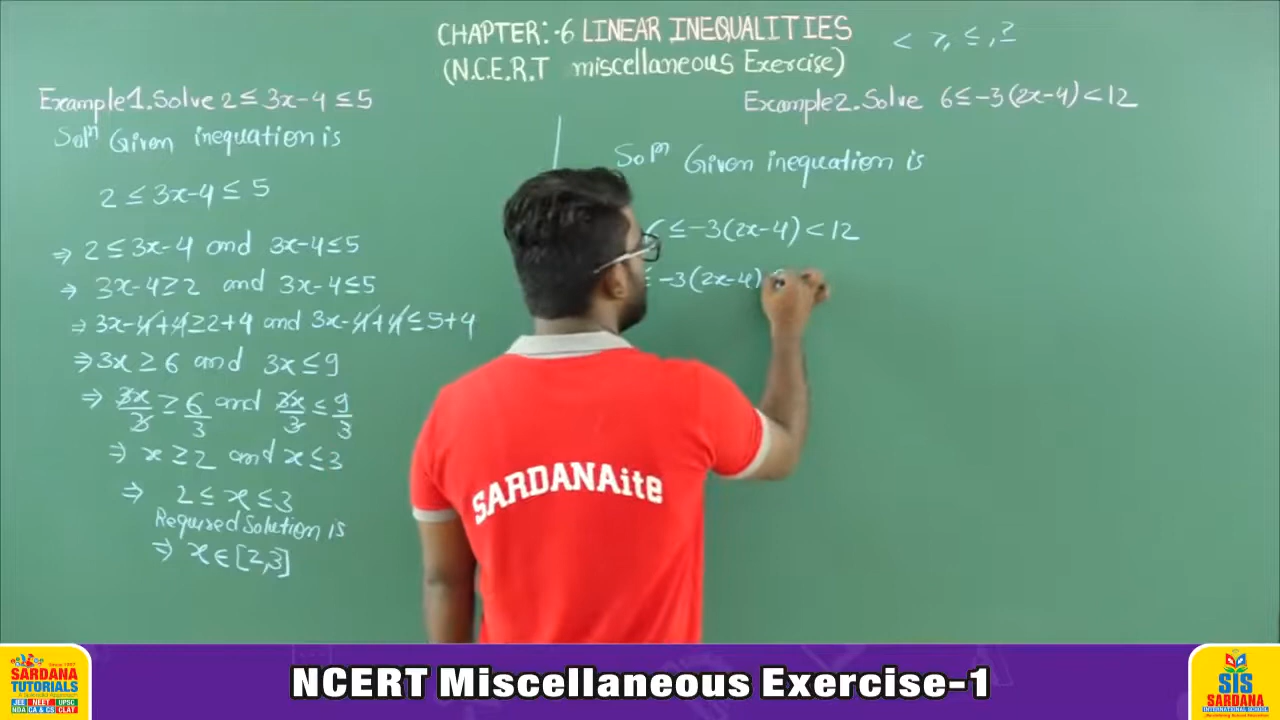 CHAPTER:-6 LINEAR INEQUALITIES
(N.C.E.R.T miscellaneous Exercise)
< >, ≤, ≥
Example1.Solve 2 ≤ 3x-4 ≤ 5
Solⁿ Given inequation is
2 ≤ 3x-4 ≤ 5
⇒ 2 ≤ 3x-4 and 3x-4 ≤ 5
⇒ 3x-4 ≥ 2 and 3x-4 ≤ 5
⇒ 3x-4+4 ≥ 2+4 and 3x-4+4 ≤ 5+4
⇒ 3x ≥ 6 and 3x ≤ 9
⇒ 3x/3 ≥ 6/3 and 3x/3 ≤ 9/3
⇒ x ≥ 2 and x ≤ 3
⇒ 2 ≤ x ≤ 3
Required Solution is
⇒ x ∈ [2,3]
Example2.Solve 6 ≤ -3(2x-4) < 12
Solⁿ Given inequation is
6 ≤ -3(2x-4) < 12
≤ -3(2x-4)
SARDANAite
SARDANA
TUTORIALS
JEE NEET UPSC
NDA CA & CS CLAT
NCERT Miscellaneous Exercise-1
SIS
SARDANA
INTERNATIONAL SCHOOL